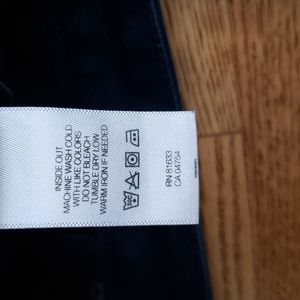 INSIDE OUT
MACHINE WASH COLD
WITH LIKE COLORS
DO NOT BLEACH
TUMBLE DRY LOW
WARM IRON IF NEEDED
RN 81633
CA 04754